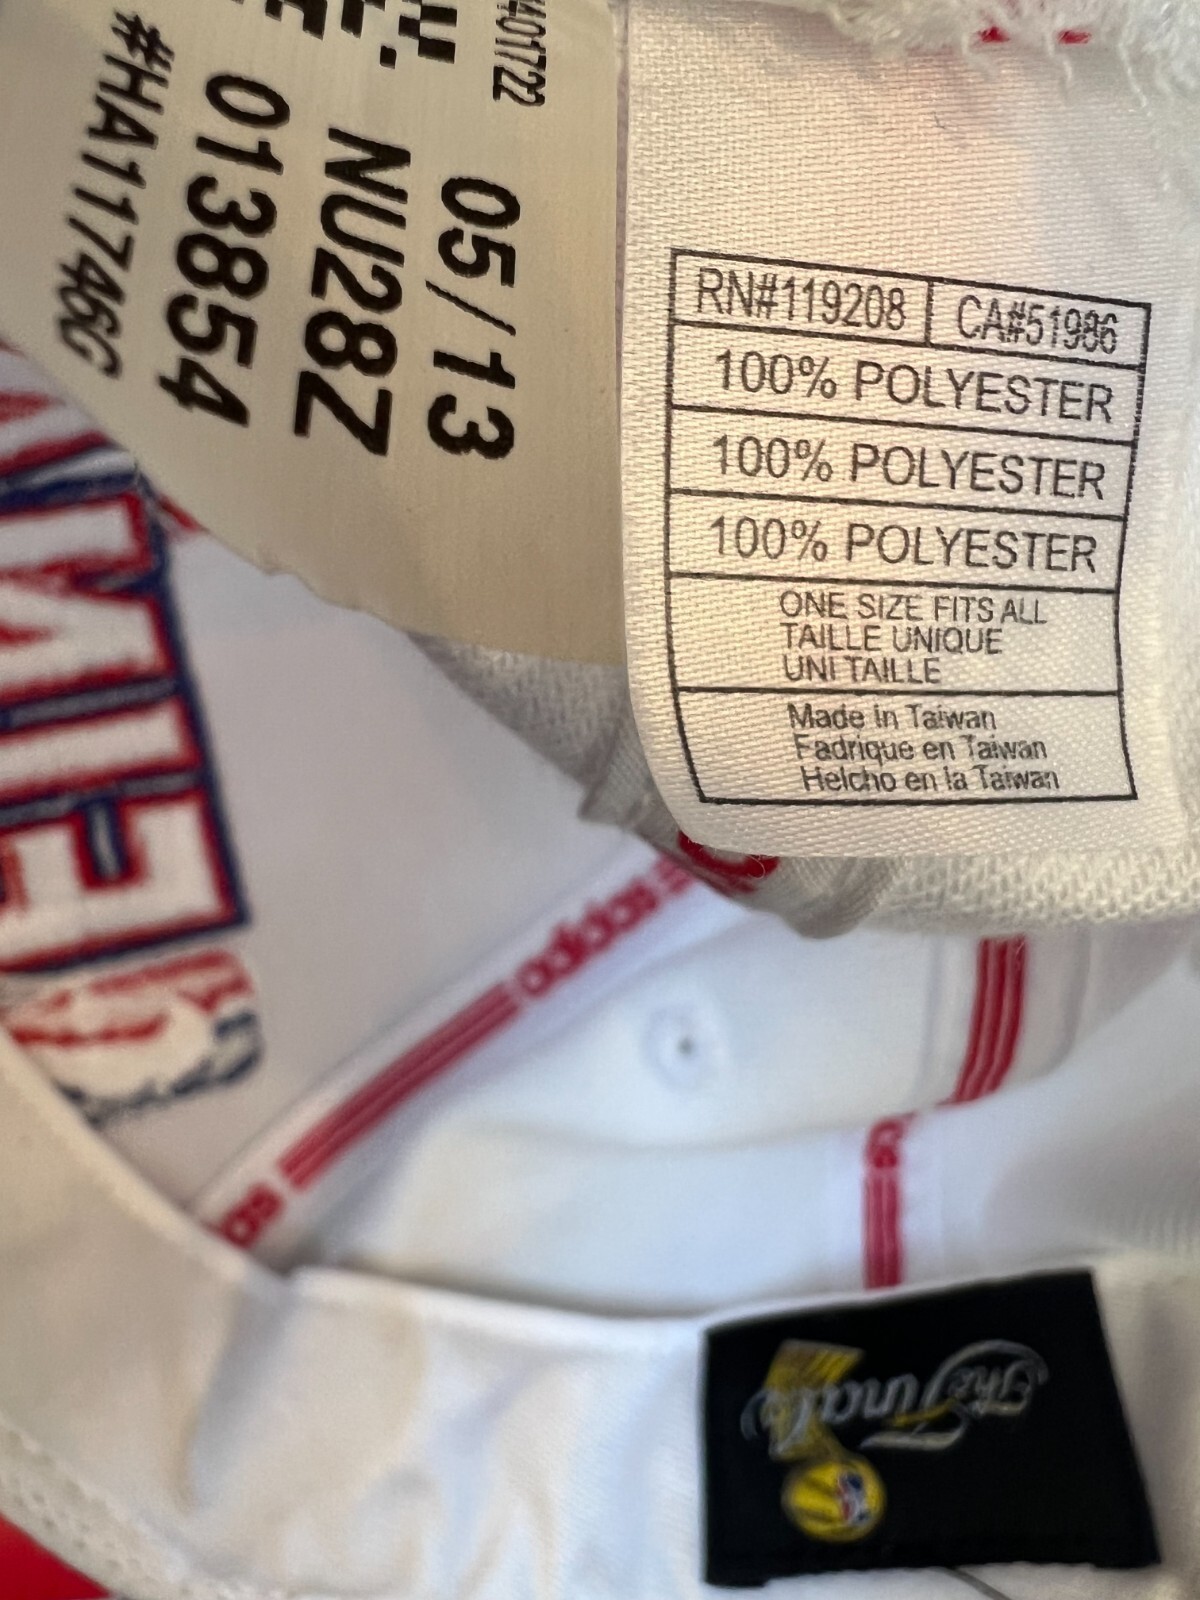 05/13
NU28Z
013854
#HA11746C
RN#119208 CA#51986
100% POLYESTER
100% POLYESTER
100% POLYESTER
ONE SIZE FITS ALL
TAILLE UNIQUE
UNI TAILLE
Made in Taiwan
Fadrique en Taiwan
Helcho en la Taiwan
adidas
The Finals